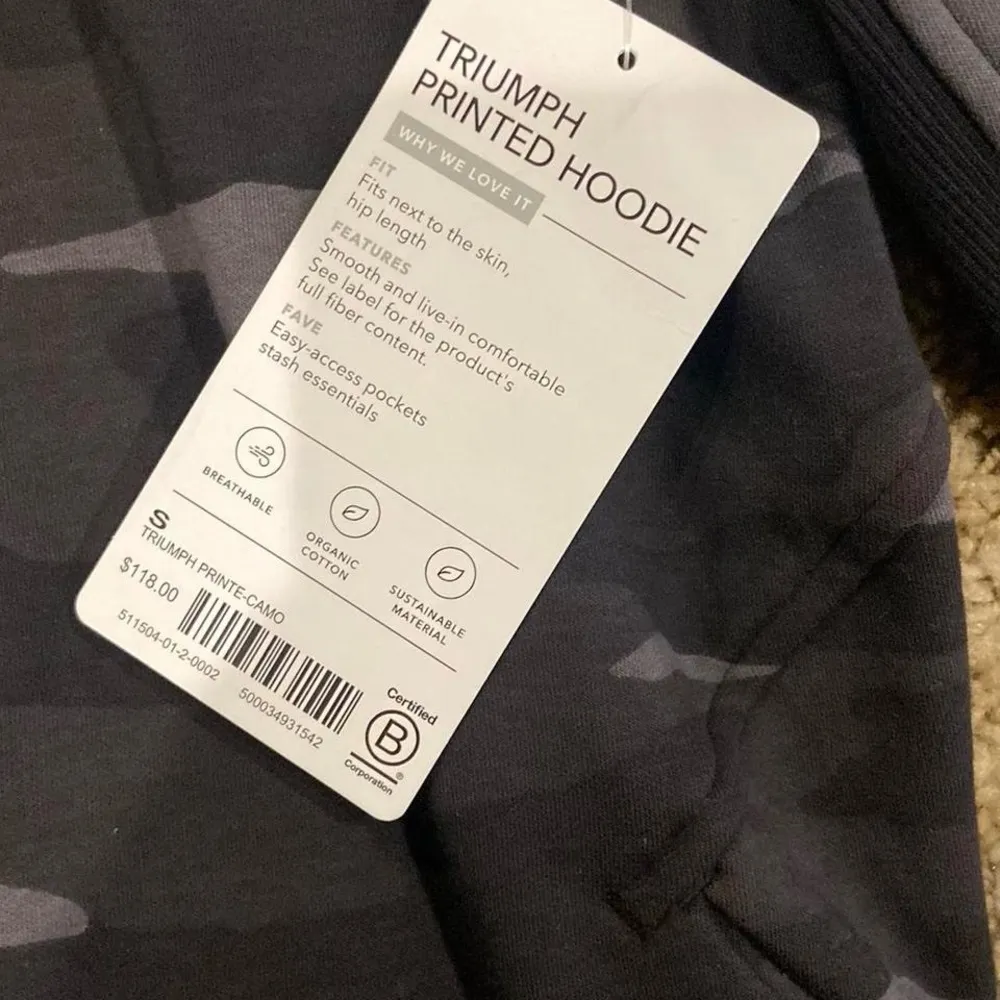 TRIUMPH
PRINTED HOODIE
WHY WE LOVE IT
FIT
Fits next to the skin,
hip length
FEATURES
Smooth and live-in comfortable
See label for the product's
full fiber content.
FAVE
Easy-access pockets
stash essentials
BREATHABLE
ORGANIC
COTTON
SUSTAINABLE
MATERIAL
S
TRIUMPH PRINTE-CAMO
$118.00
511504-01-2-0002
500034931542
Certified
B
®
Corporation